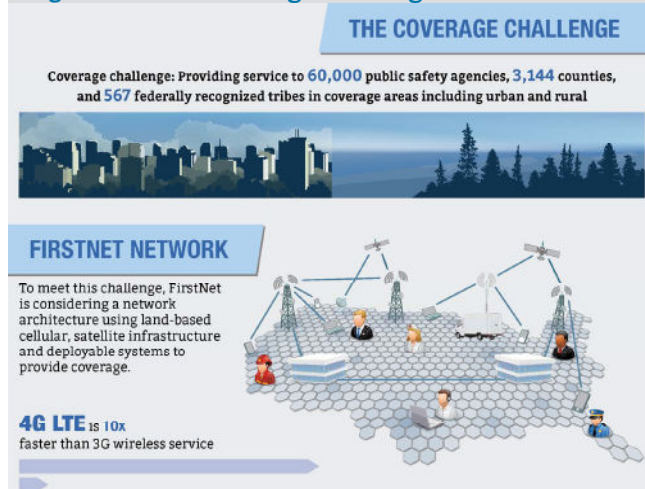 THE COVERAGE CHALLENGE
Coverage challenge: Providing service to 60,000 public safety agencies, 3,144 counties,
and 567 federally recognized tribes in coverage areas including urban and rural
FIRSTNET NETWORK
To meet this challenge, FirstNet
is considering a network
architecture using land-based
cellular, satellite infrastructure
and deployable systems to
provide coverage.
4G LTE IS 10x
faster than 3G wireless service